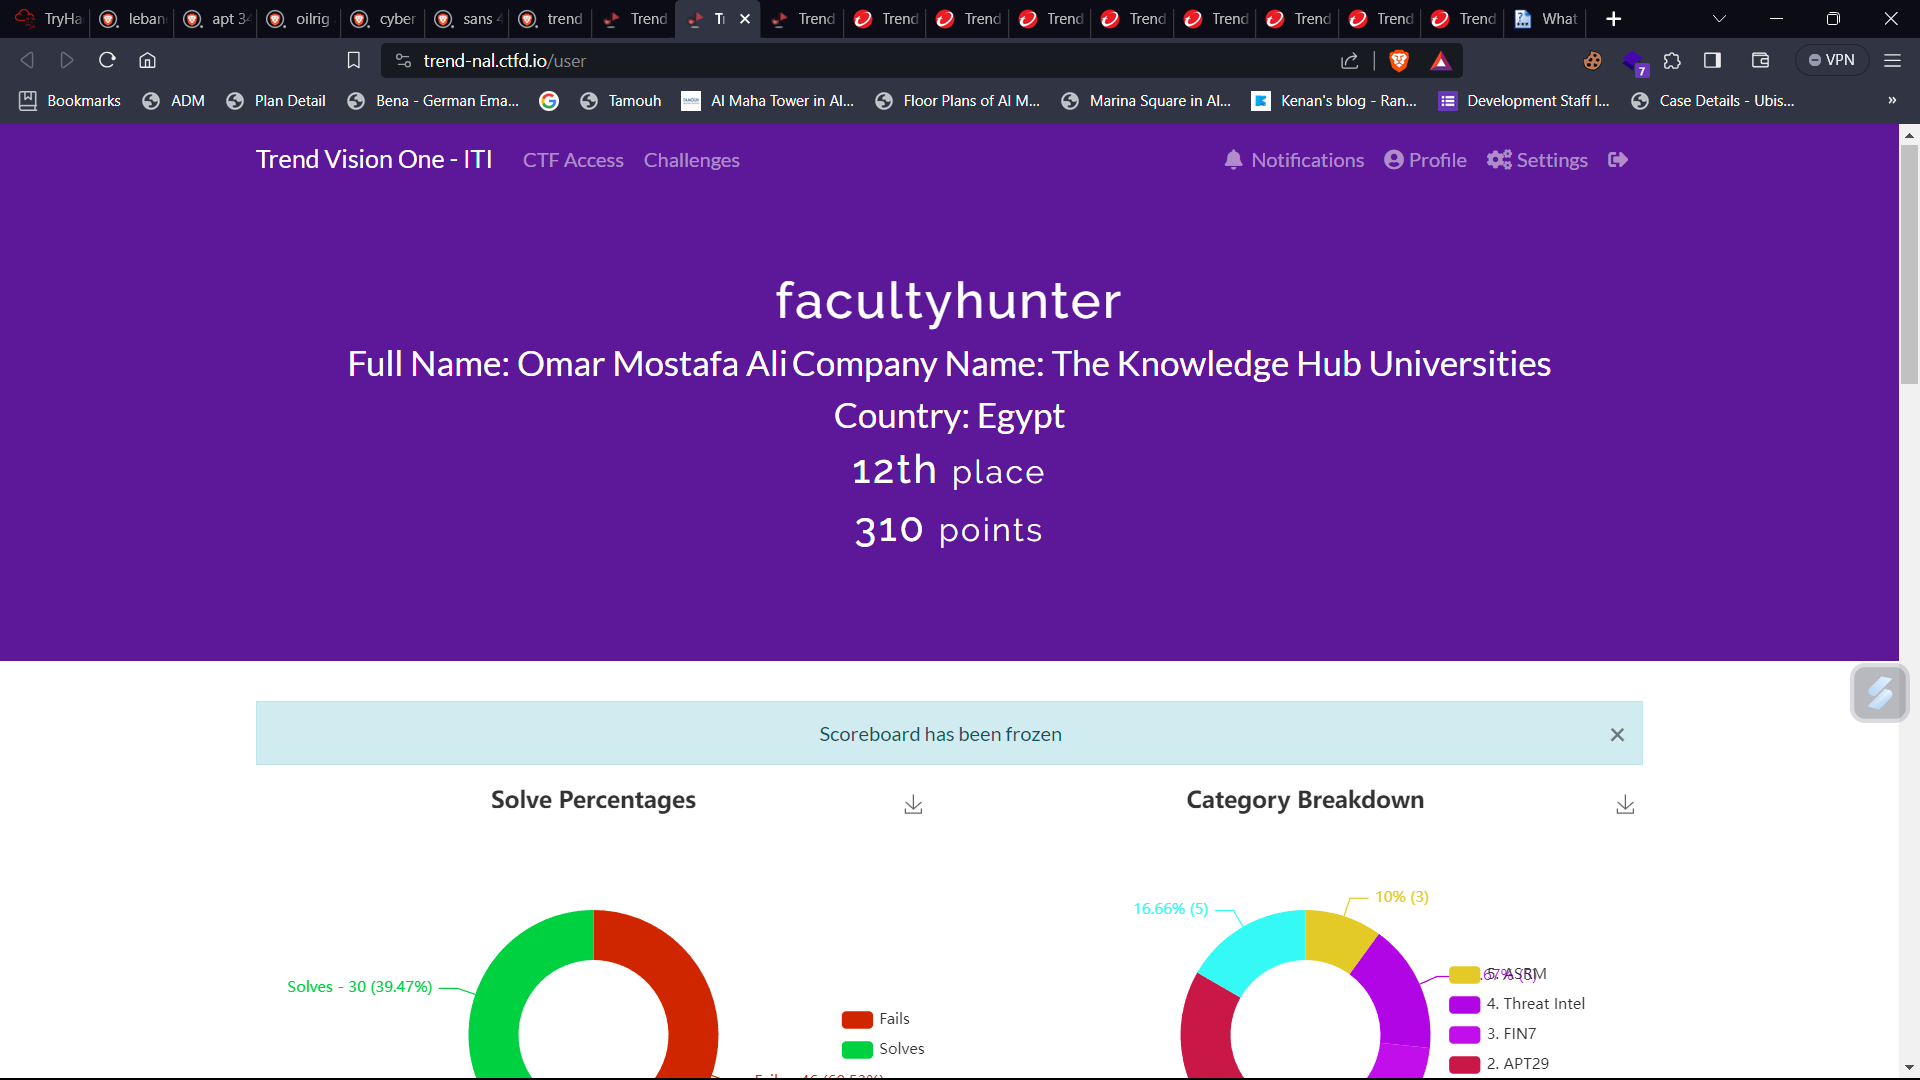 TryHa leban apt 3 oilrig cyber sans trend Trend T Trend Trend Trend Trend Trend Trend Trend Trend Trend What
trend-nal.ctfd.io/user
7
VPN
Bookmarks ADM Plan Detail Bena - German Ema... Tamouh Al Maha Tower in Al... Floor Plans of Al M... Marina Square in Al... Kenan's blog - Ran... Development Staff I... Case Details - Ubis... »
Trend Vision One - ITI CTF Access Challenges Notifications Profile Settings
facultyhunter
Full Name: Omar Mostafa Ali Company Name: The Knowledge Hub Universities
Country: Egypt
12th place
310 points
Scoreboard has been frozen
Solve Percentages
Category Breakdown
10% (3)
16.66% (5)
Solves - 30 (39.47%)
5. ASRM
4. Threat Intel
Fails
3. FIN7
Solves
2. APT29